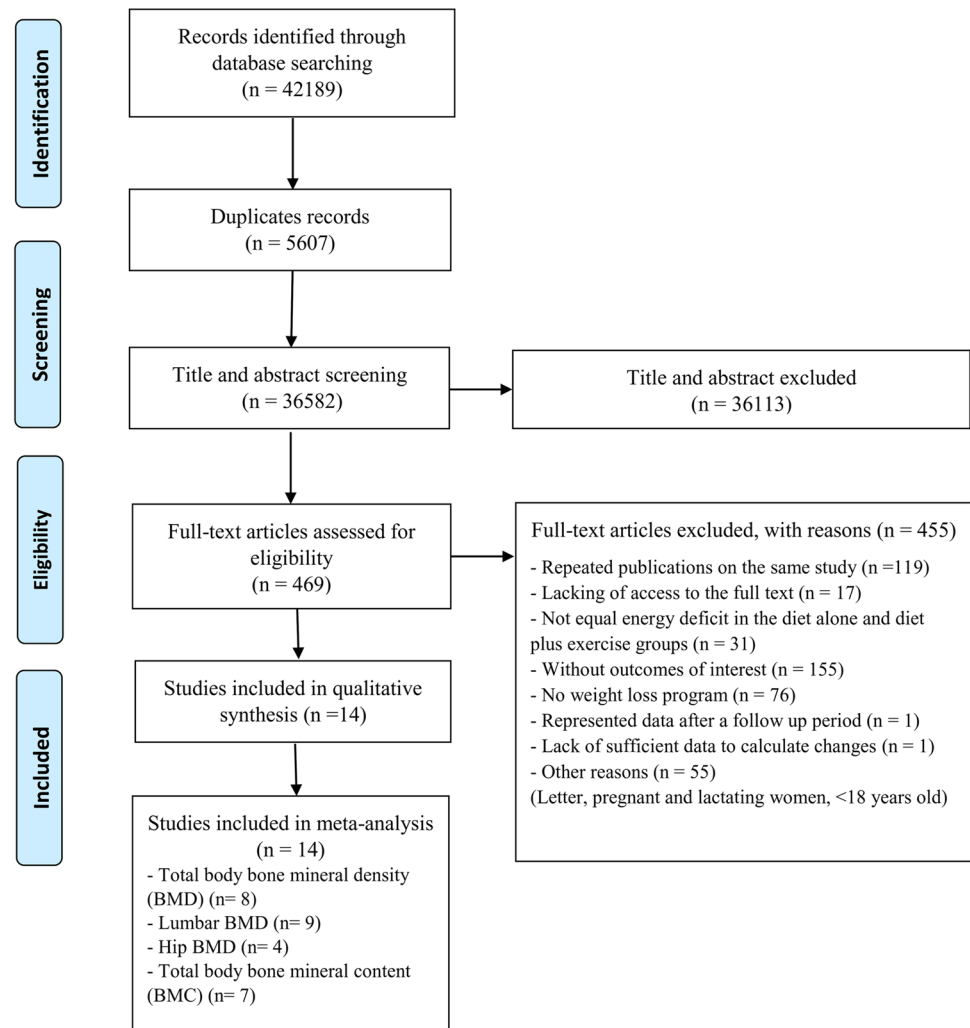 Identification
Records identified through
database searching
(n = 42189)
Duplicates records
(n = 5607)
Screening
Title and abstract screening
(n = 36582)
Title and abstract excluded
(n = 36113)
Eligibility
Full-text articles assessed for
eligibility
(n = 469)
Full-text articles excluded, with reasons (n = 455)
- Repeated publications on the same study (n =119)
- Lacking of access to the full text (n = 17)
- Not equal energy deficit in the diet alone and diet
plus exercise groups (n = 31)
- Without outcomes of interest (n = 155)
- No weight loss program (n = 76)
- Represented data after a follow up period (n = 1)
- Lack of sufficient data to calculate changes (n = 1)
- Other reasons (n = 55)
(Letter, pregnant and lactating women, <18 years old)
Included
Studies included in qualitative
synthesis (n =14)
Studies included in meta-analysis
(n = 14)
- Total body bone mineral density
(BMD) (n= 8)
- Lumbar BMD (n= 9)
- Hip BMD (n= 4)
- Total body bone mineral content
(BMC) (n= 7)